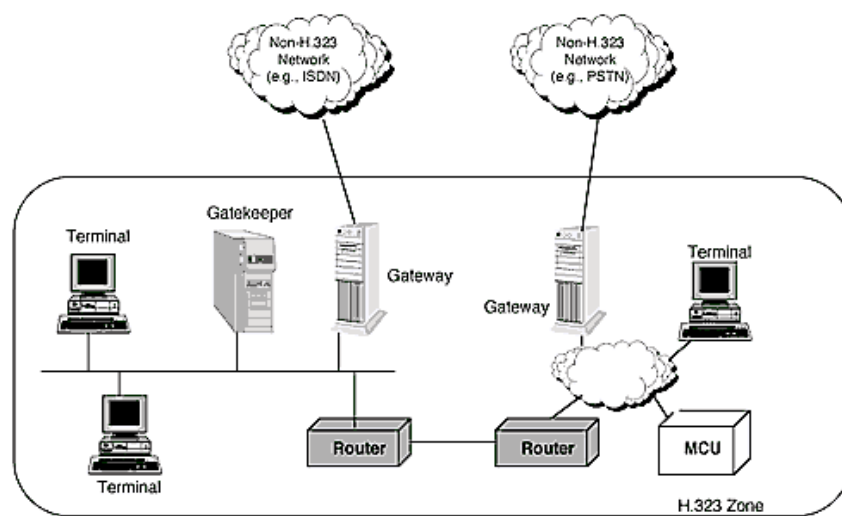 Non-H.323
Network
(e.g., ISDN)
Non-H.323
Network
(e.g., PSTN)
Gatekeeper
Terminal
Gateway
Terminal
Gateway
Terminal
Router
Router
MCU
H.323 Zone